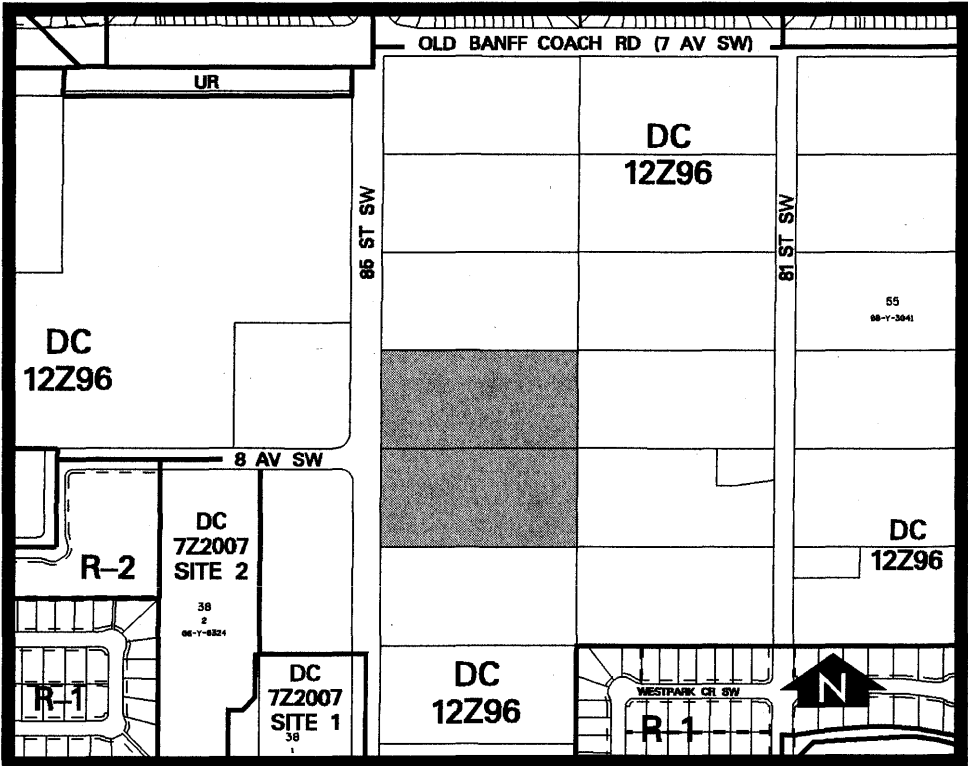 OLD BANFF COACH RD (7 AV SW)
UR
DC
12Z96
85 ST SW
81 ST SW
55
DC
12Z96
8 AV SW
DC
7Z2007
SITE 2
R-2
38
2
DC
12Z96
R-1
DC
7Z2007
SITE 1
38
1
DC
12Z96
WESTPARK CR SW
R-1
N